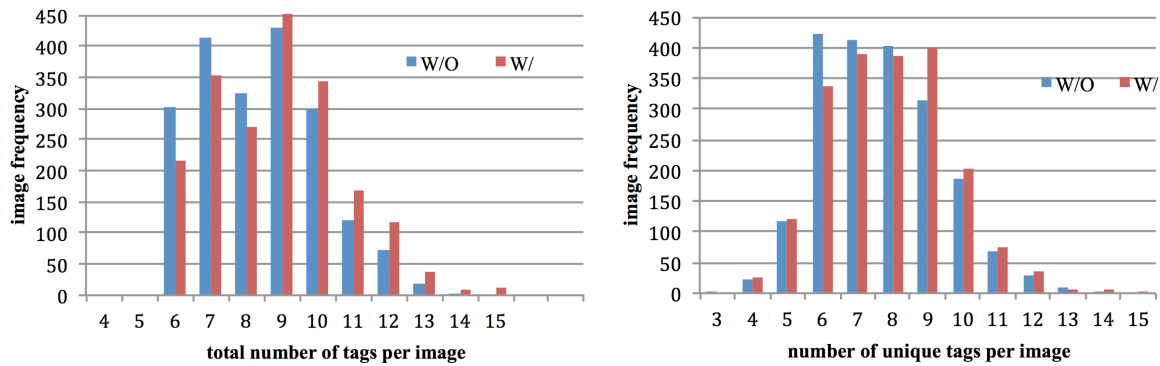 450
400
350
300
250
200
150
100
50
0
image frequency
W/O W/
4 5 6 7 8 9 10 11 12 13 14 15
total number of tags per image
450
400
350
300
250
200
150
100
50
0
image frequency
W/O W/
3 4 5 6 7 8 9 10 11 12 13 14 15
number of unique tags per image